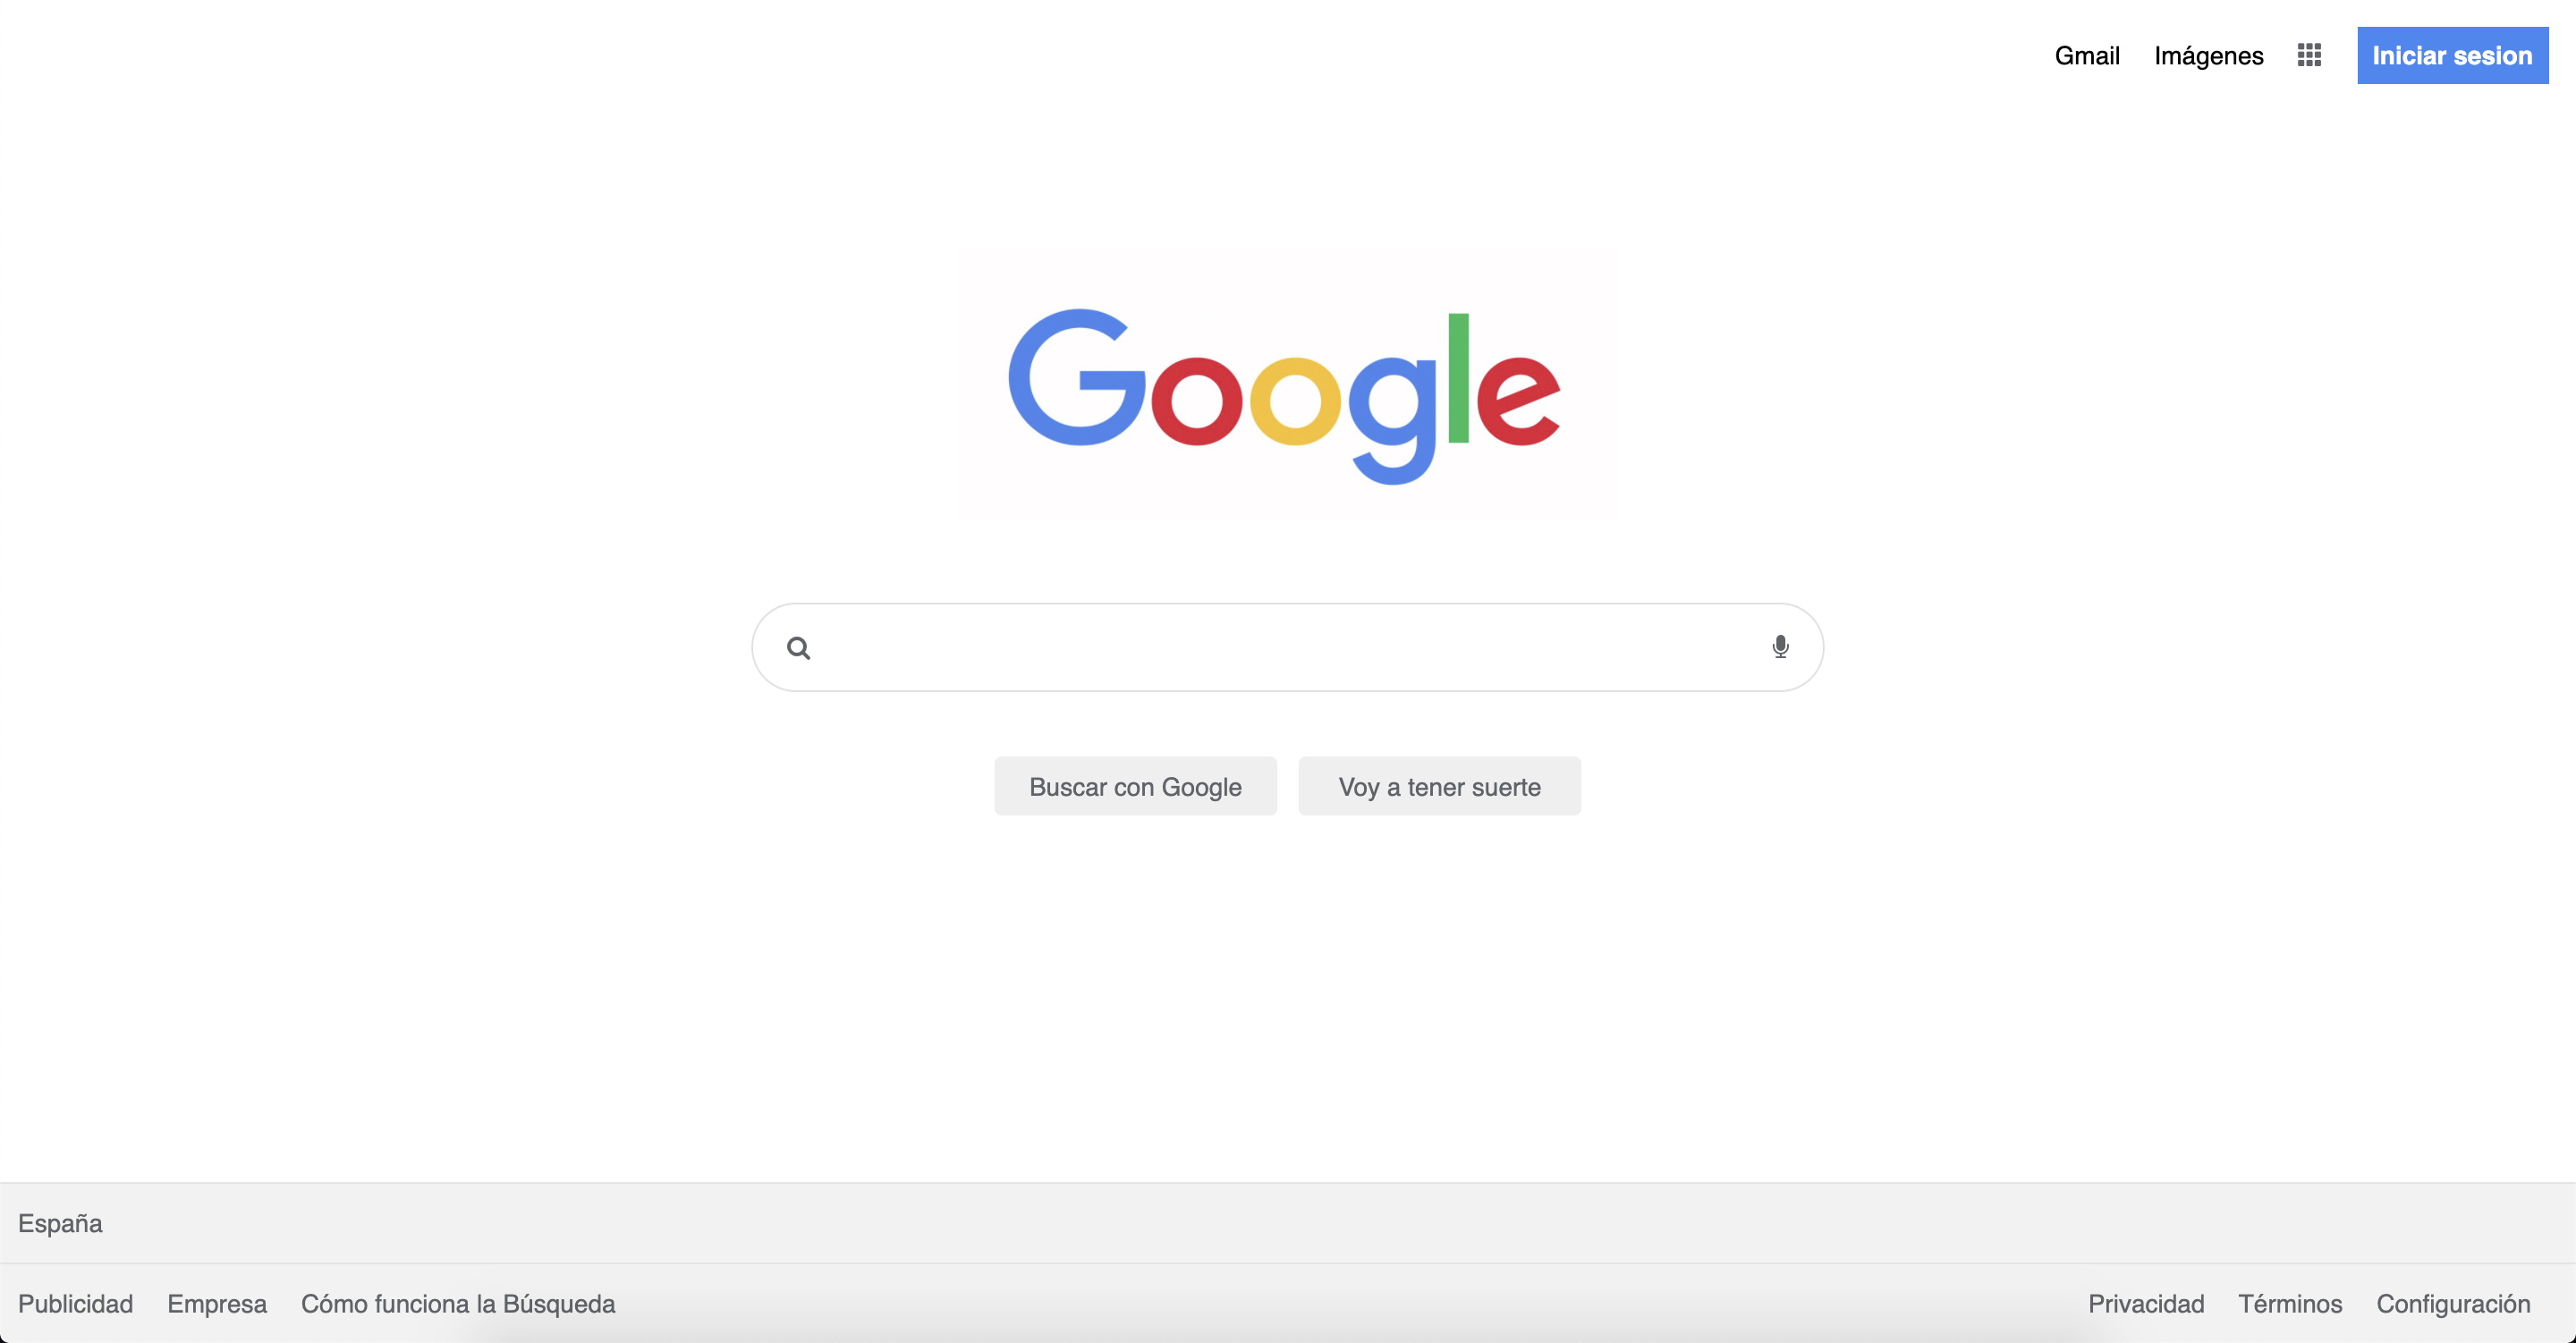 Gmail Imágenes Iniciar sesion
Google
Buscar con Google Voy a tener suerte
España
Publicidad Empresa Cómo funciona la Búsqueda Privacidad Términos Configuración